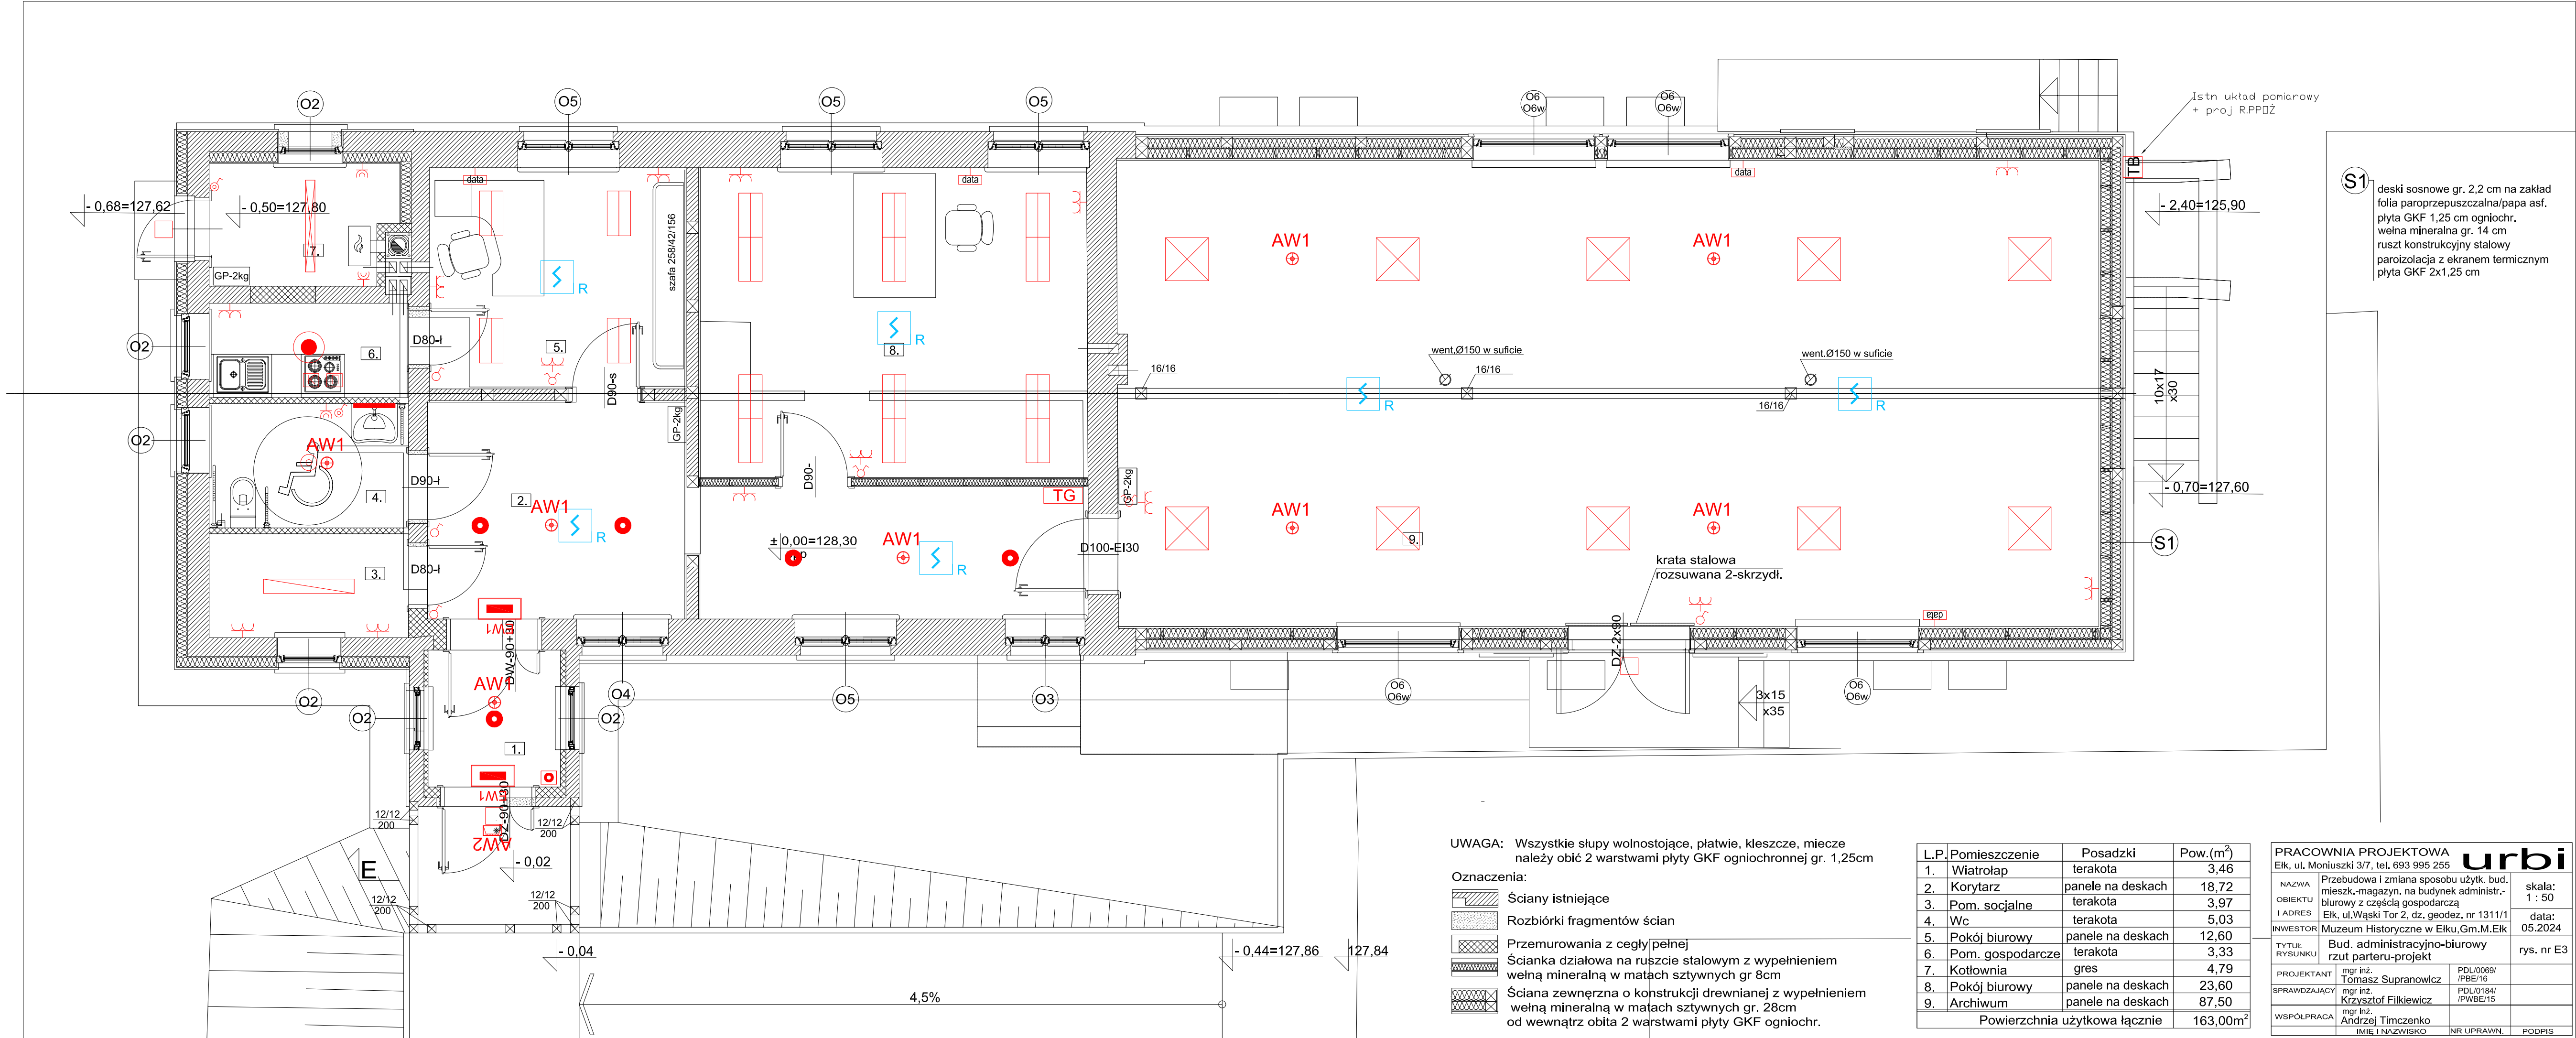 O2
O5
O5
O5
O6
O6w
O6
O6w
Istn układ pomiarowy
+ proj R.PPOŻ
TB
- 0,68=127,62
- 0,50=127,80
7.
GP-2kg
data
data
data
szafa 258/42/156
R
R
AW1
AW1
- 2,40=125,90
S1
deski sosnowe gr. 2,2 cm na zakład
folia paroprzepuszczalna/papa asf.
płyta GKF 1,25 cm ogniochr.
wełna mineralna gr. 14 cm
ruszt konstrukcyjny stalowy
paroizolacja z ekranem termicznym
płyta GKF 2x1,25 cm
O2
6.
D80-ł
5.
8.
D90-s
went.Ø150 w suficie
went.Ø150 w suficie
16/16
16/16
16/16
R
R
10x17
x30
O2
AW1
4.
D90-ł
GP-2kg
D90-
TG
GP-2kg
2.
AW1
R
± 0,00=128,30
AW1
R
D100-EI30
AW1
AW1
9.
- 0,70=127,60
S1
3.
D80-ł
krata stalowa
rozsuwana 2-skrzydł.
data
EW1
DW-90+30
DZ-2x90
O2
O2
AW1
O2
O4
O5
O3
O6
O6w
O6
O6w
3x15
x35
1.
EW1
DZ-90+30
AW2
12/12
200
12/12
200
- 0,02
E
12/12
200
12/12
200
- 0,04
- 0,44=127,86
127,84
4,5%
UWAGA: Wszystkie słupy wolnostojące, płatwie, kleszcze, miecze
należy obić 2 warstwami płyty GKF ogniochronnej gr. 1,25cm
Oznaczenia:
Ściany istniejące
Rozbiórki fragmentów ścian
Przemurowania z cegły pełnej
Ścianka działowa na ruszcie stalowym z wypełnieniem
wełną mineralną w matach sztywnych gr 8cm
Ściana zewnęrzna o konstrukcji drewnianej z wypełnieniem
wełną mineralną w matach sztywnych gr. 28cm
od wewnątrz obita 2 warstwami płyty GKF ogniochr.
L.P. Pomieszczenie Posadzki Pow.(m²)
1. Wiatrołap terakota 3,46
2. Korytarz panele na deskach 18,72
3. Pom. socjalne terakota 3,97
4. Wc terakota 5,03
5. Pokój biurowy panele na deskach 12,60
6. Pom. gospodarcze terakota 3,33
7. Kotłownia gres 4,79
8. Pokój biurowy panele na deskach 23,60
9. Archiwum panele na deskach 87,50
Powierzchnia użytkowa łącznie 163,00m²
PRACOWNIA PROJEKTOWA urbi
Ełk, ul. Moniuszki 3/7, tel. 693 995 255
NAZWA OBIEKTU I ADRES
Przebudowa i zmiana sposobu użytk. bud.
mieszk.-magazyn. na budynek administr.-
biurowy z częścią gospodarczą
Ełk, ul.Wąski Tor 2, dz. geodez. nr 1311/1
skala:
1 : 50
data:
05.2024
INWESTOR Muzeum Historyczne w Ełku,Gm.M.Ełk
TYTUŁ RYSUNKU
Bud. administracyjno-biurowy
rzut parteru-projekt
rys. nr E3
PROJEKTANT mgr inż. Tomasz Supranowicz PDL/0069/ /PBE/16
SPRAWDZAJĄCY mgr inż. Krzysztof Filkiewicz PDL/0184/ /PWBE/15
WSPÓŁPRACA mgr inż. Andrzej Timczenko
IMIĘ I NAZWISKO NR UPRAWN. PODPIS